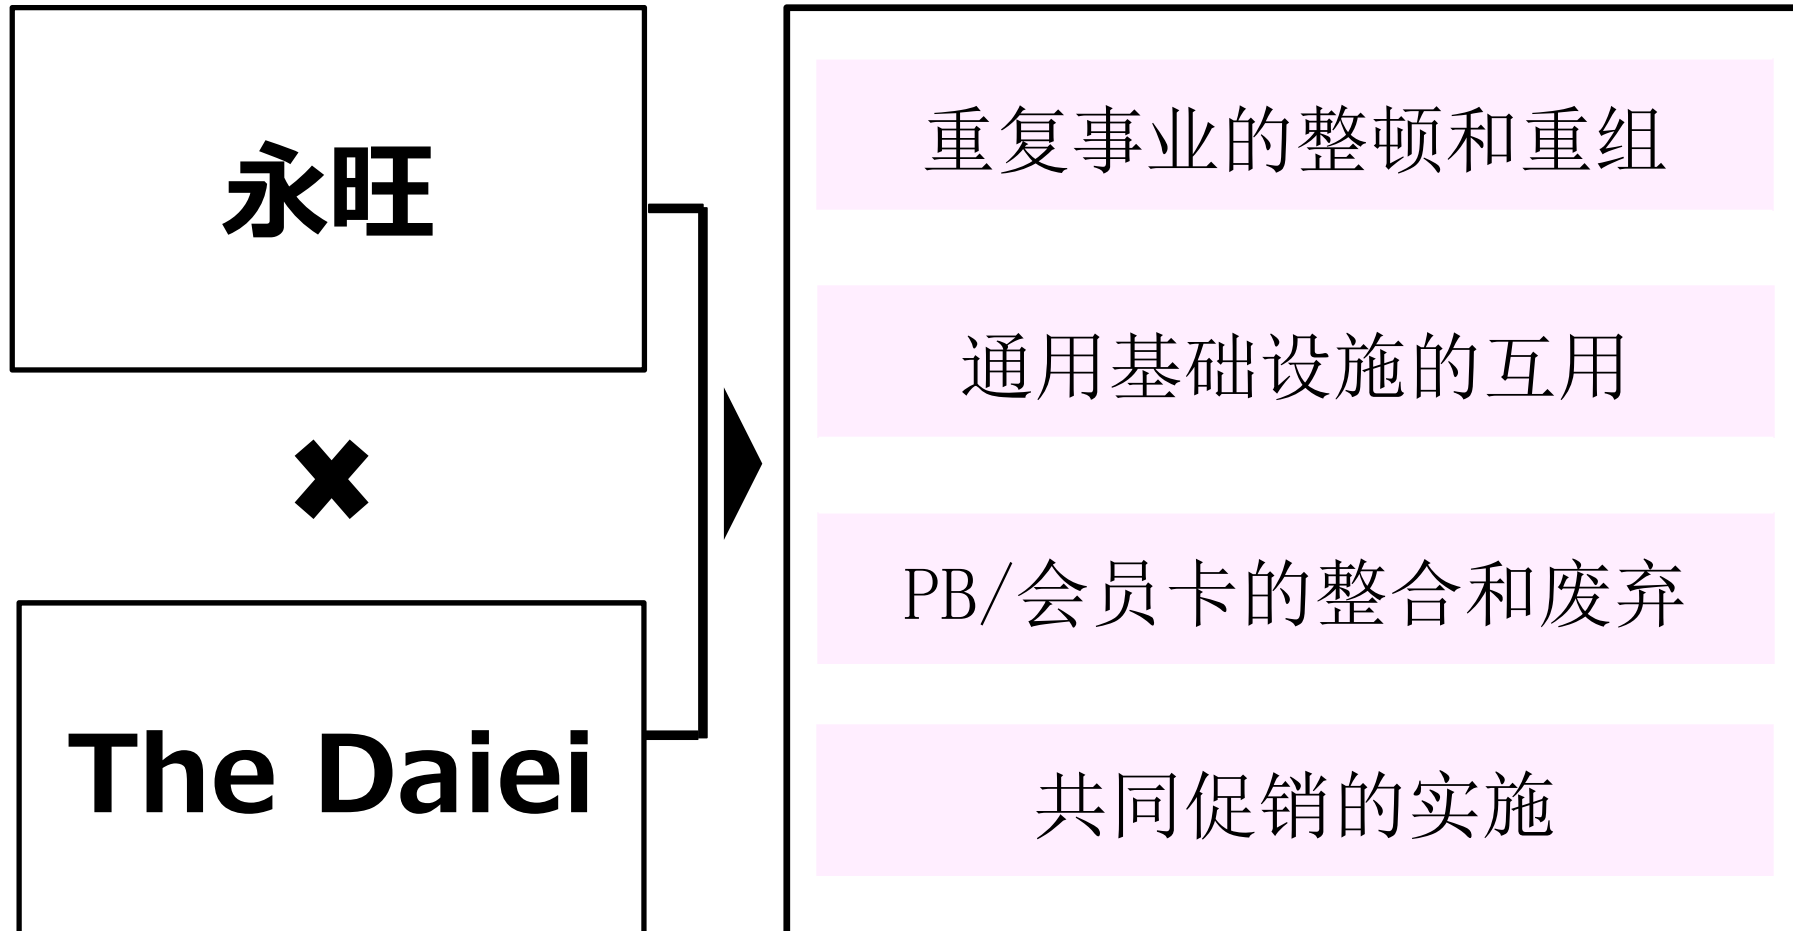 永旺
The Daiei
重复事业的整顿和重组
通用基础设施的互用
PB/会员卡的整合和废弃
共同促销的实施